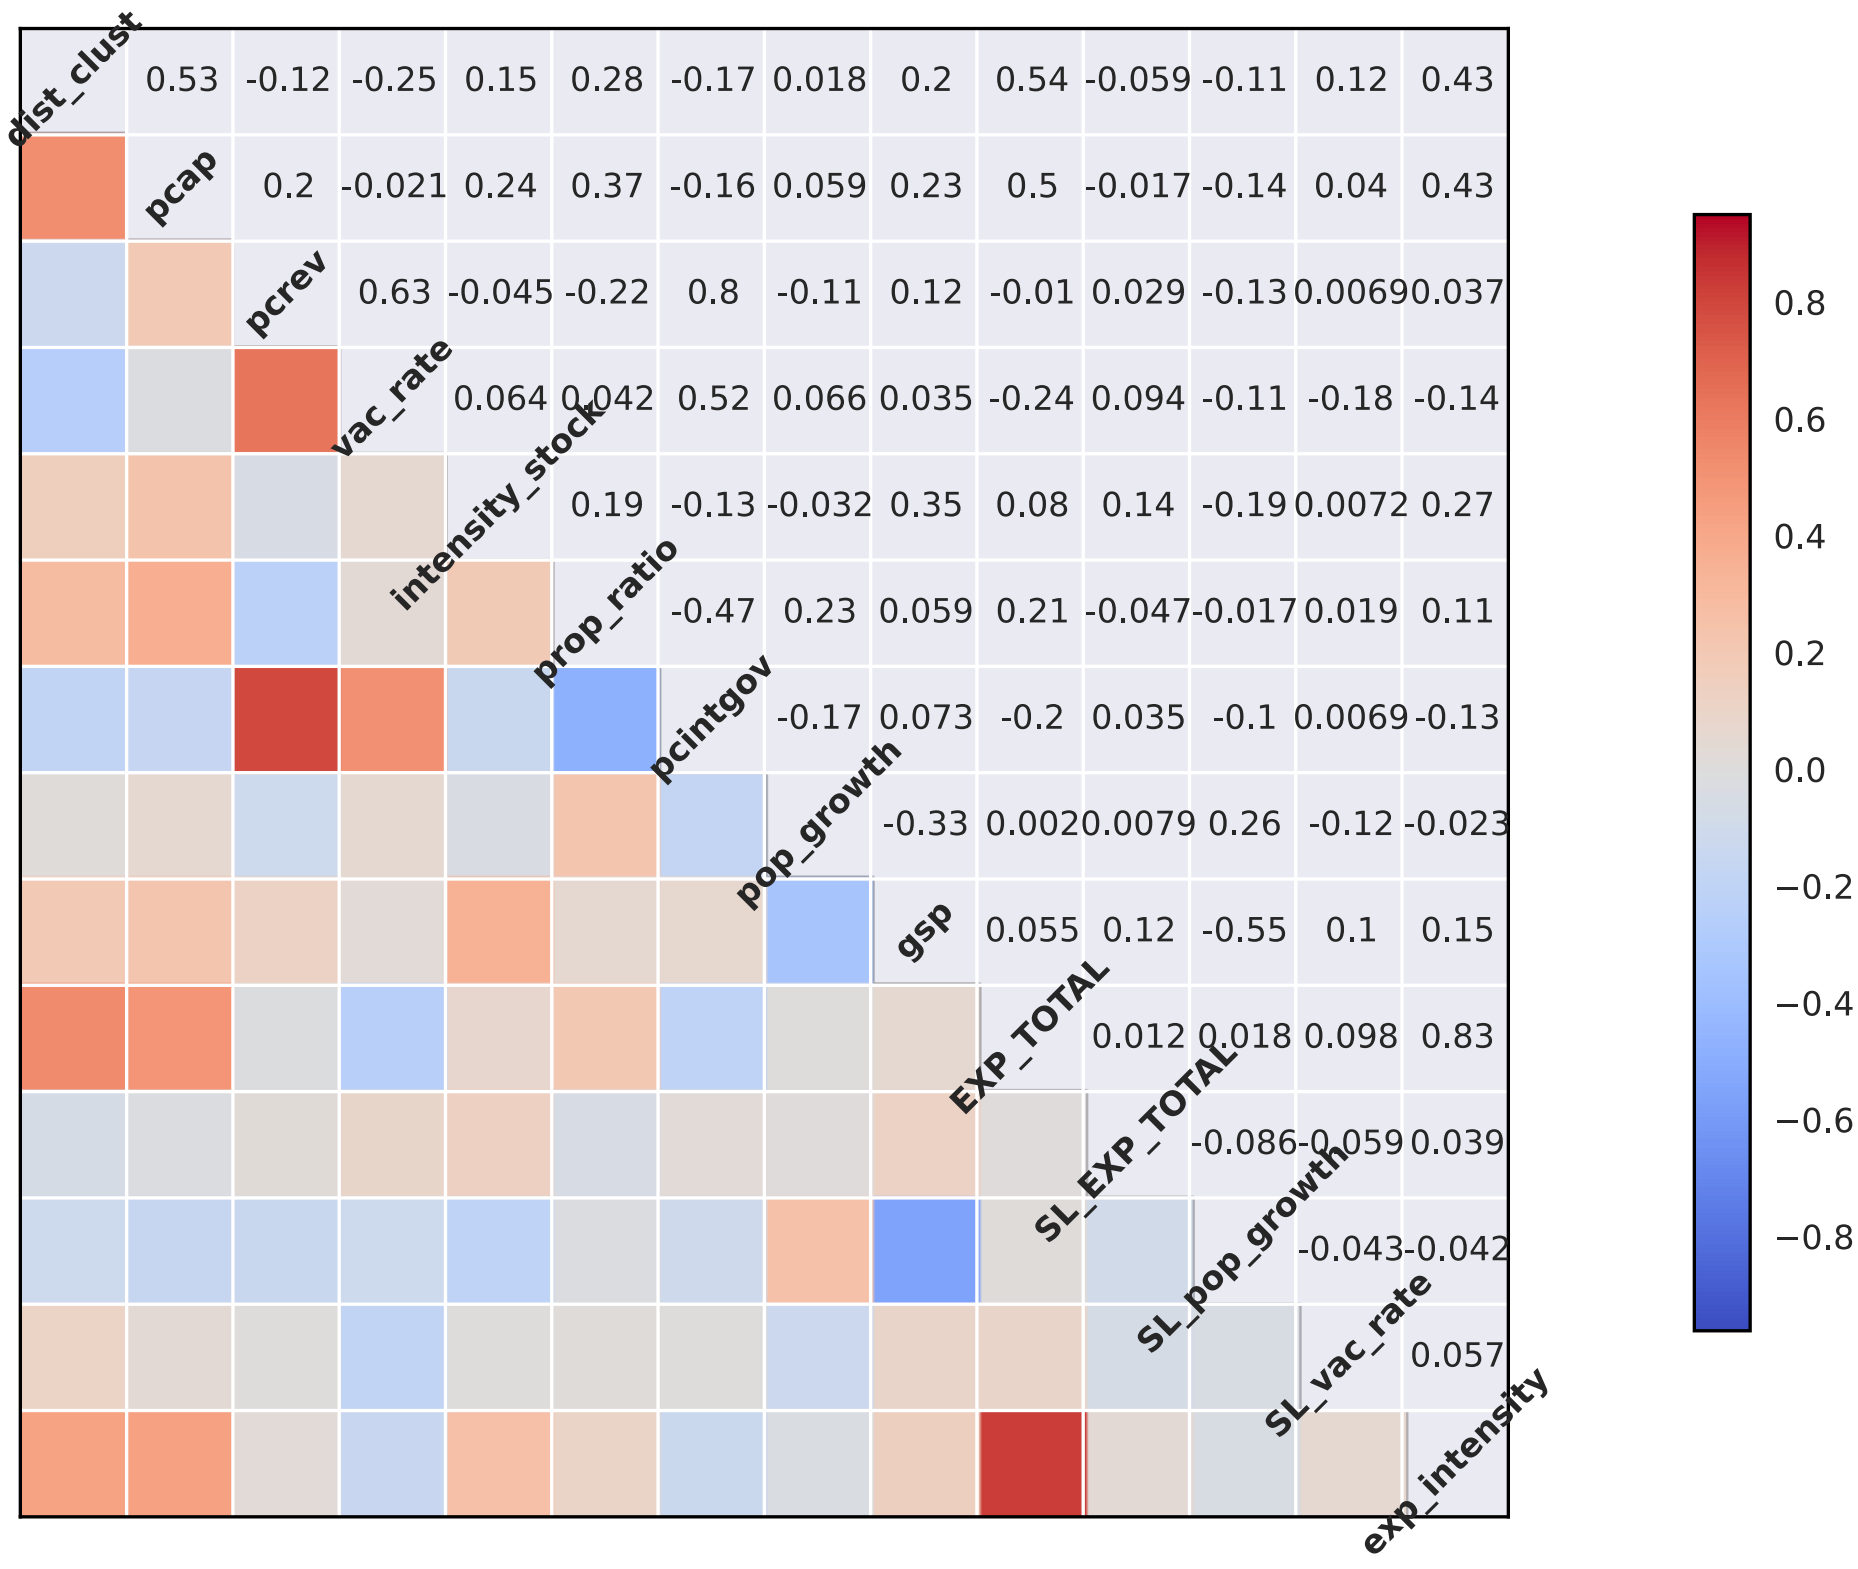 dist_clust 0.53 -0.12 -0.25 0.15 0.28 -0.17 0.018 0.2 0.54 -0.059 -0.11 0.12 0.43
pcap 0.2 -0.021 0.24 0.37 -0.16 0.059 0.23 0.5 -0.017 -0.14 0.04 0.43
pcrev 0.63 -0.045 -0.22 0.8 -0.11 0.12 -0.01 0.029 -0.13 0.0069 0.037
vac_rate 0.064 0.042 0.52 0.066 0.035 -0.24 0.094 -0.11 -0.18 -0.14
intensity_stock 0.19 -0.13 -0.032 0.35 0.08 0.14 -0.19 0.0072 0.27
prop_ratio -0.47 0.23 0.059 0.21 -0.047 -0.017 0.019 0.11
pcintgov -0.17 0.073 -0.2 0.035 -0.1 0.0069 -0.13
pop_growth -0.33 0.002 0.0079 0.26 -0.12 -0.023
gsp 0.055 0.12 -0.55 0.1 0.15
EXP_TOTAL 0.012 0.018 0.098 0.83
SL_EXP_TOTAL -0.086 -0.059 0.039
SL_pop_growth -0.043 -0.042
SL_vac_rate 0.057
exp_intensity
0.8
0.6
0.4
0.2
0.0
−0.2
−0.4
−0.6
−0.8